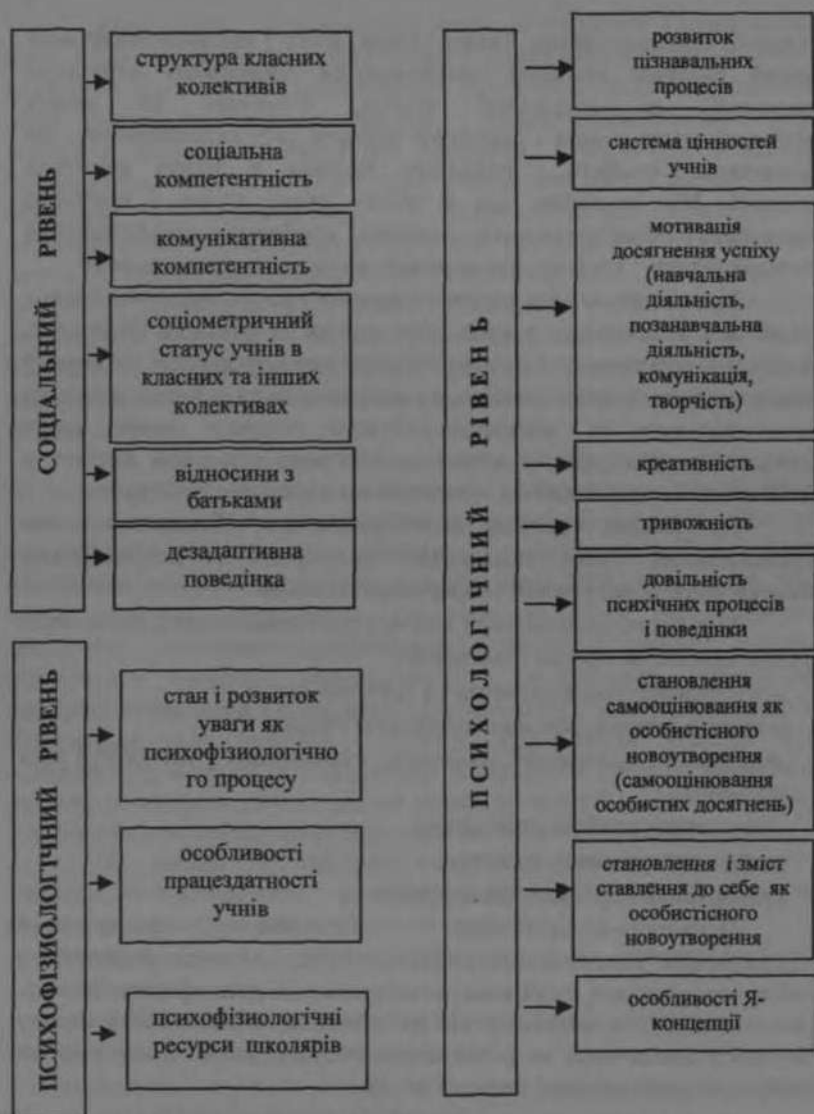 СОЦІАЛЬНИЙ РІВЕНЬ
структура класних
колективів
соціальна
компетентність
комунікативна
компетентність
соціометричний
статус учнів в
класних та інших
колективах
відносини з
батьками
дезадаптивна
поведінка
ПСИХОФІЗИОЛОГІЧНИЙ РІВЕНЬ
стан і розвиток
уваги як
психофізиологічно
го процесу
особливості
працездатності
учнів
психофізиологічні
ресурси школярів
ПСИХОЛОГІЧНИЙ РІВЕНЬ
розвиток
пізнавальних
процесів
система цінностей
учнів
мотивація
досягнення успіху
(навчальна
діяльність,
позанавчальна
діяльність,
комунікація,
творчість)
креативність
тривожність
довільність
психічних процесів
і поведінки
становлення
самооцінювання як
особистісного
новоутворення
(самооцінювання
особистих досягнень)
становлення і зміст
ставлення до себе як
особистісного
новоутворення
особливості Я-
концепції